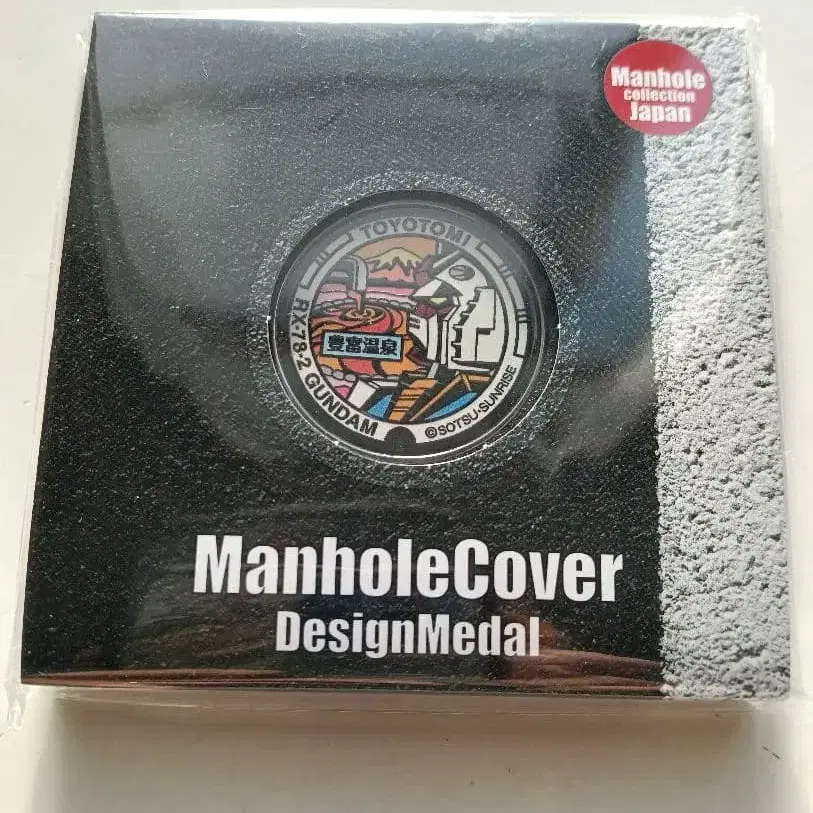 Manhole
collection
Japan
TOYOTOMI
RX-78-2 GUNDAM
豊富温泉
©SOTSU・SUNRISE
ManholeCover
DesignMedal